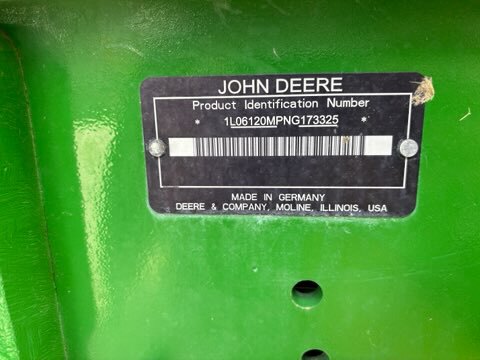 JOHN DEERE
Product Identification Number
* 1L06120MPNG173325 *
MADE IN GERMANY
DEERE & COMPANY, MOLINE, ILLINOIS, USA